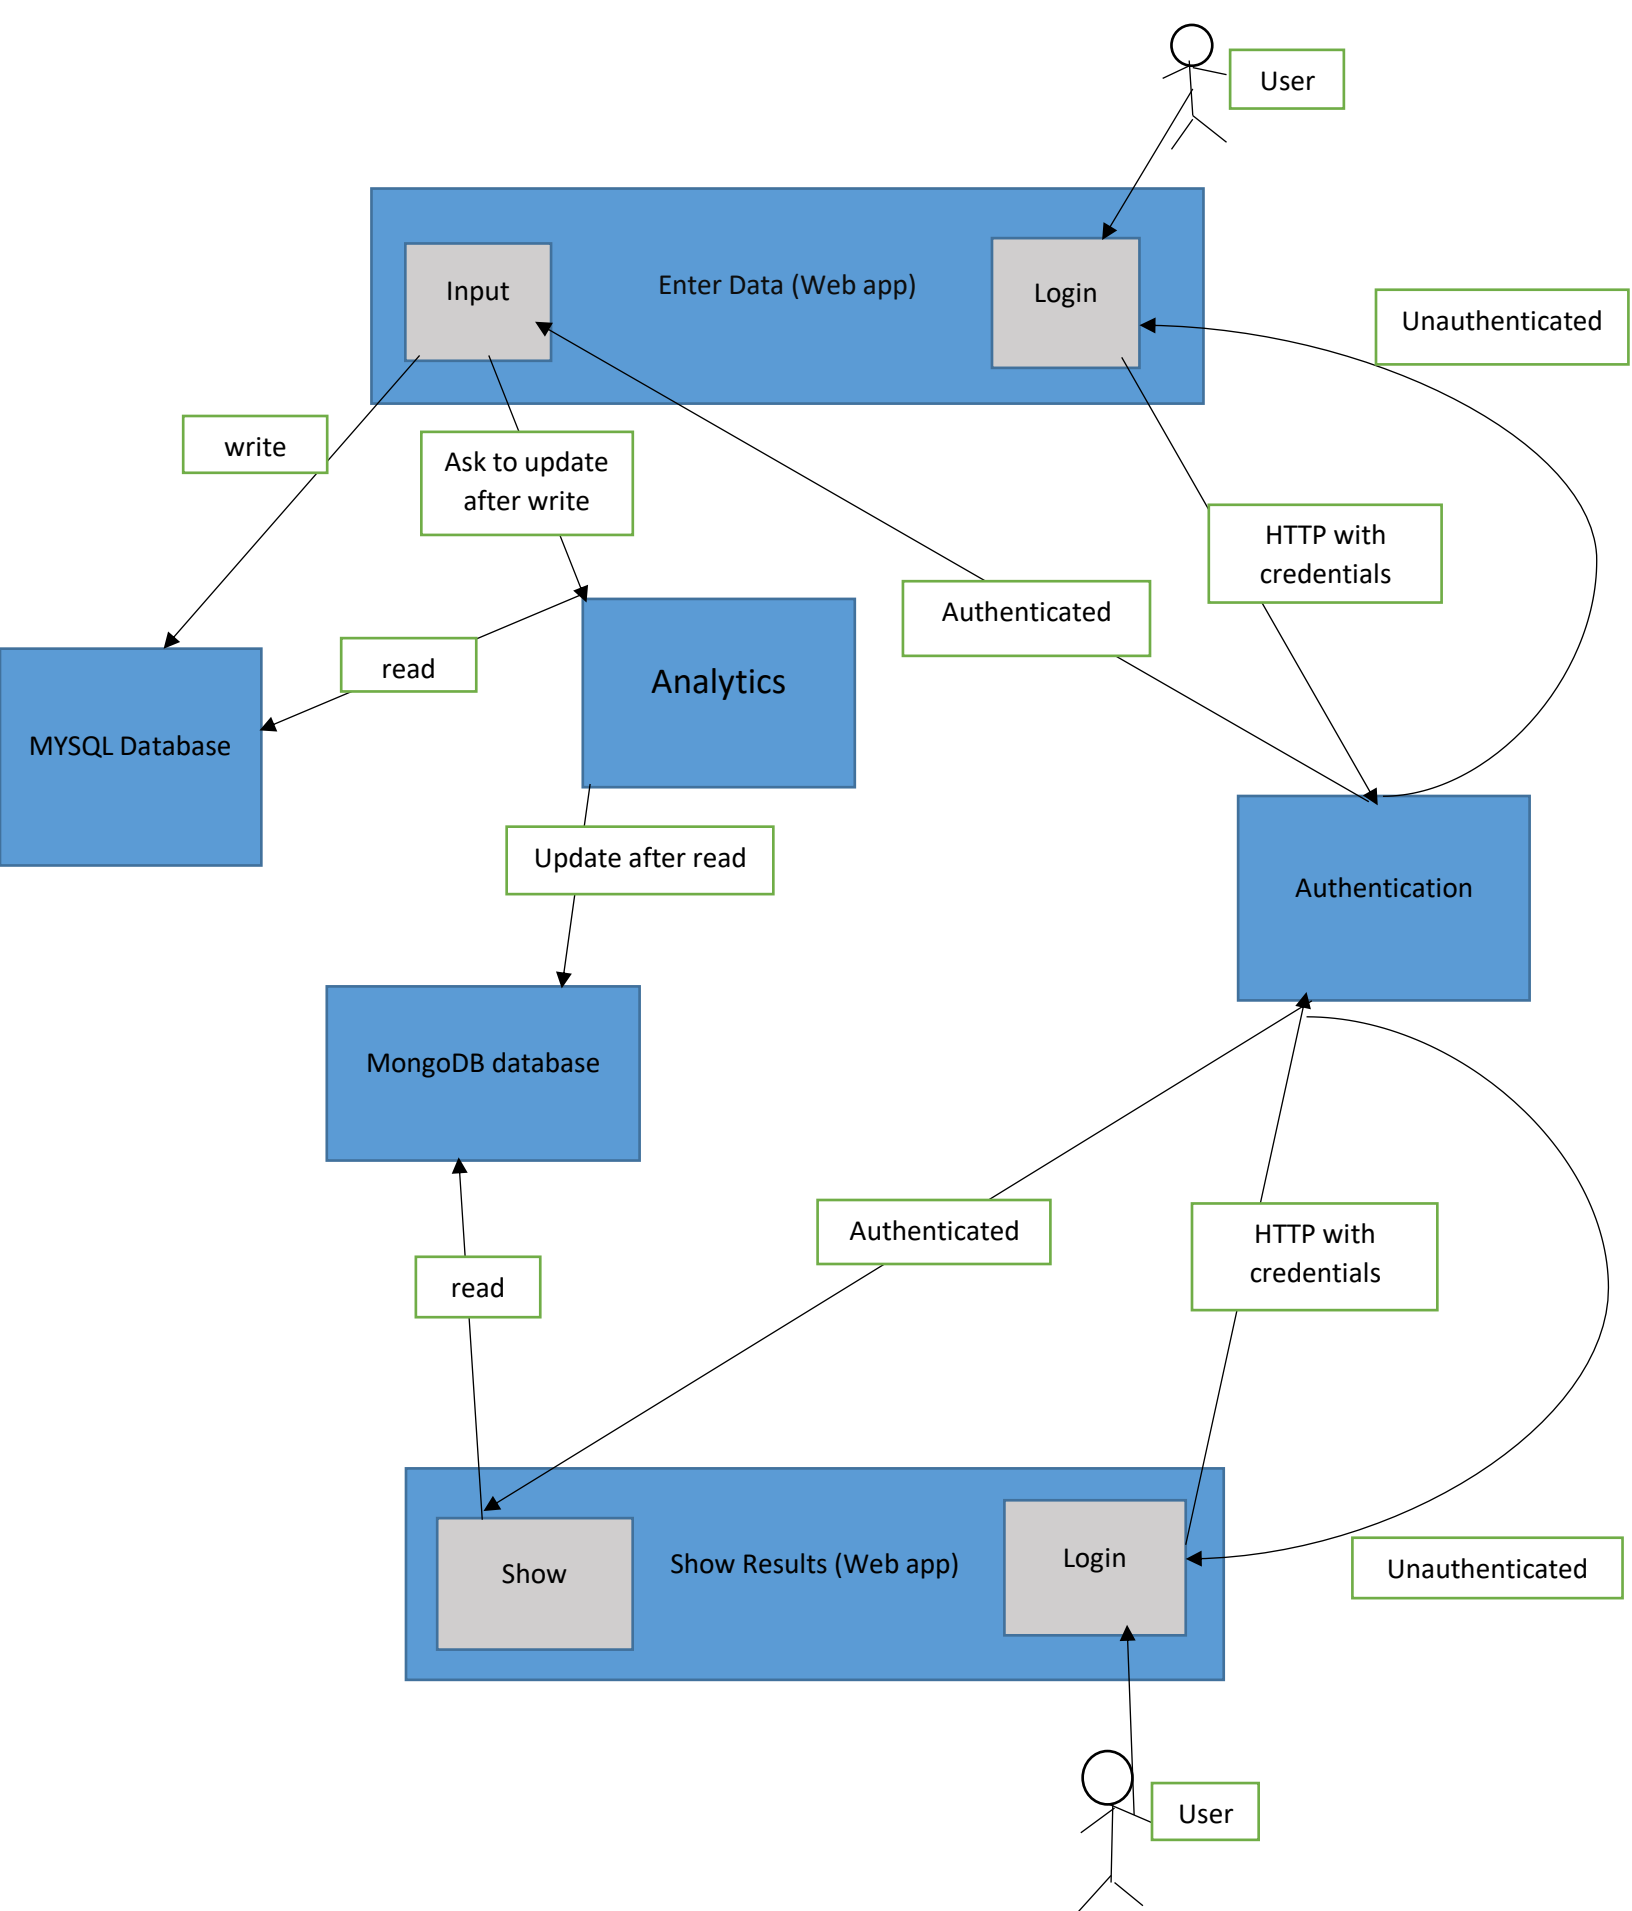 User
Input
Enter Data (Web app)
Login
Unauthenticated
write
Ask to update
after write
HTTP with
credentials
Authenticated
read
Analytics
MYSQL Database
Update after read
Authentication
MongoDB database
Authenticated
HTTP with
credentials
read
Show
Show Results (Web app)
Login
Unauthenticated
User